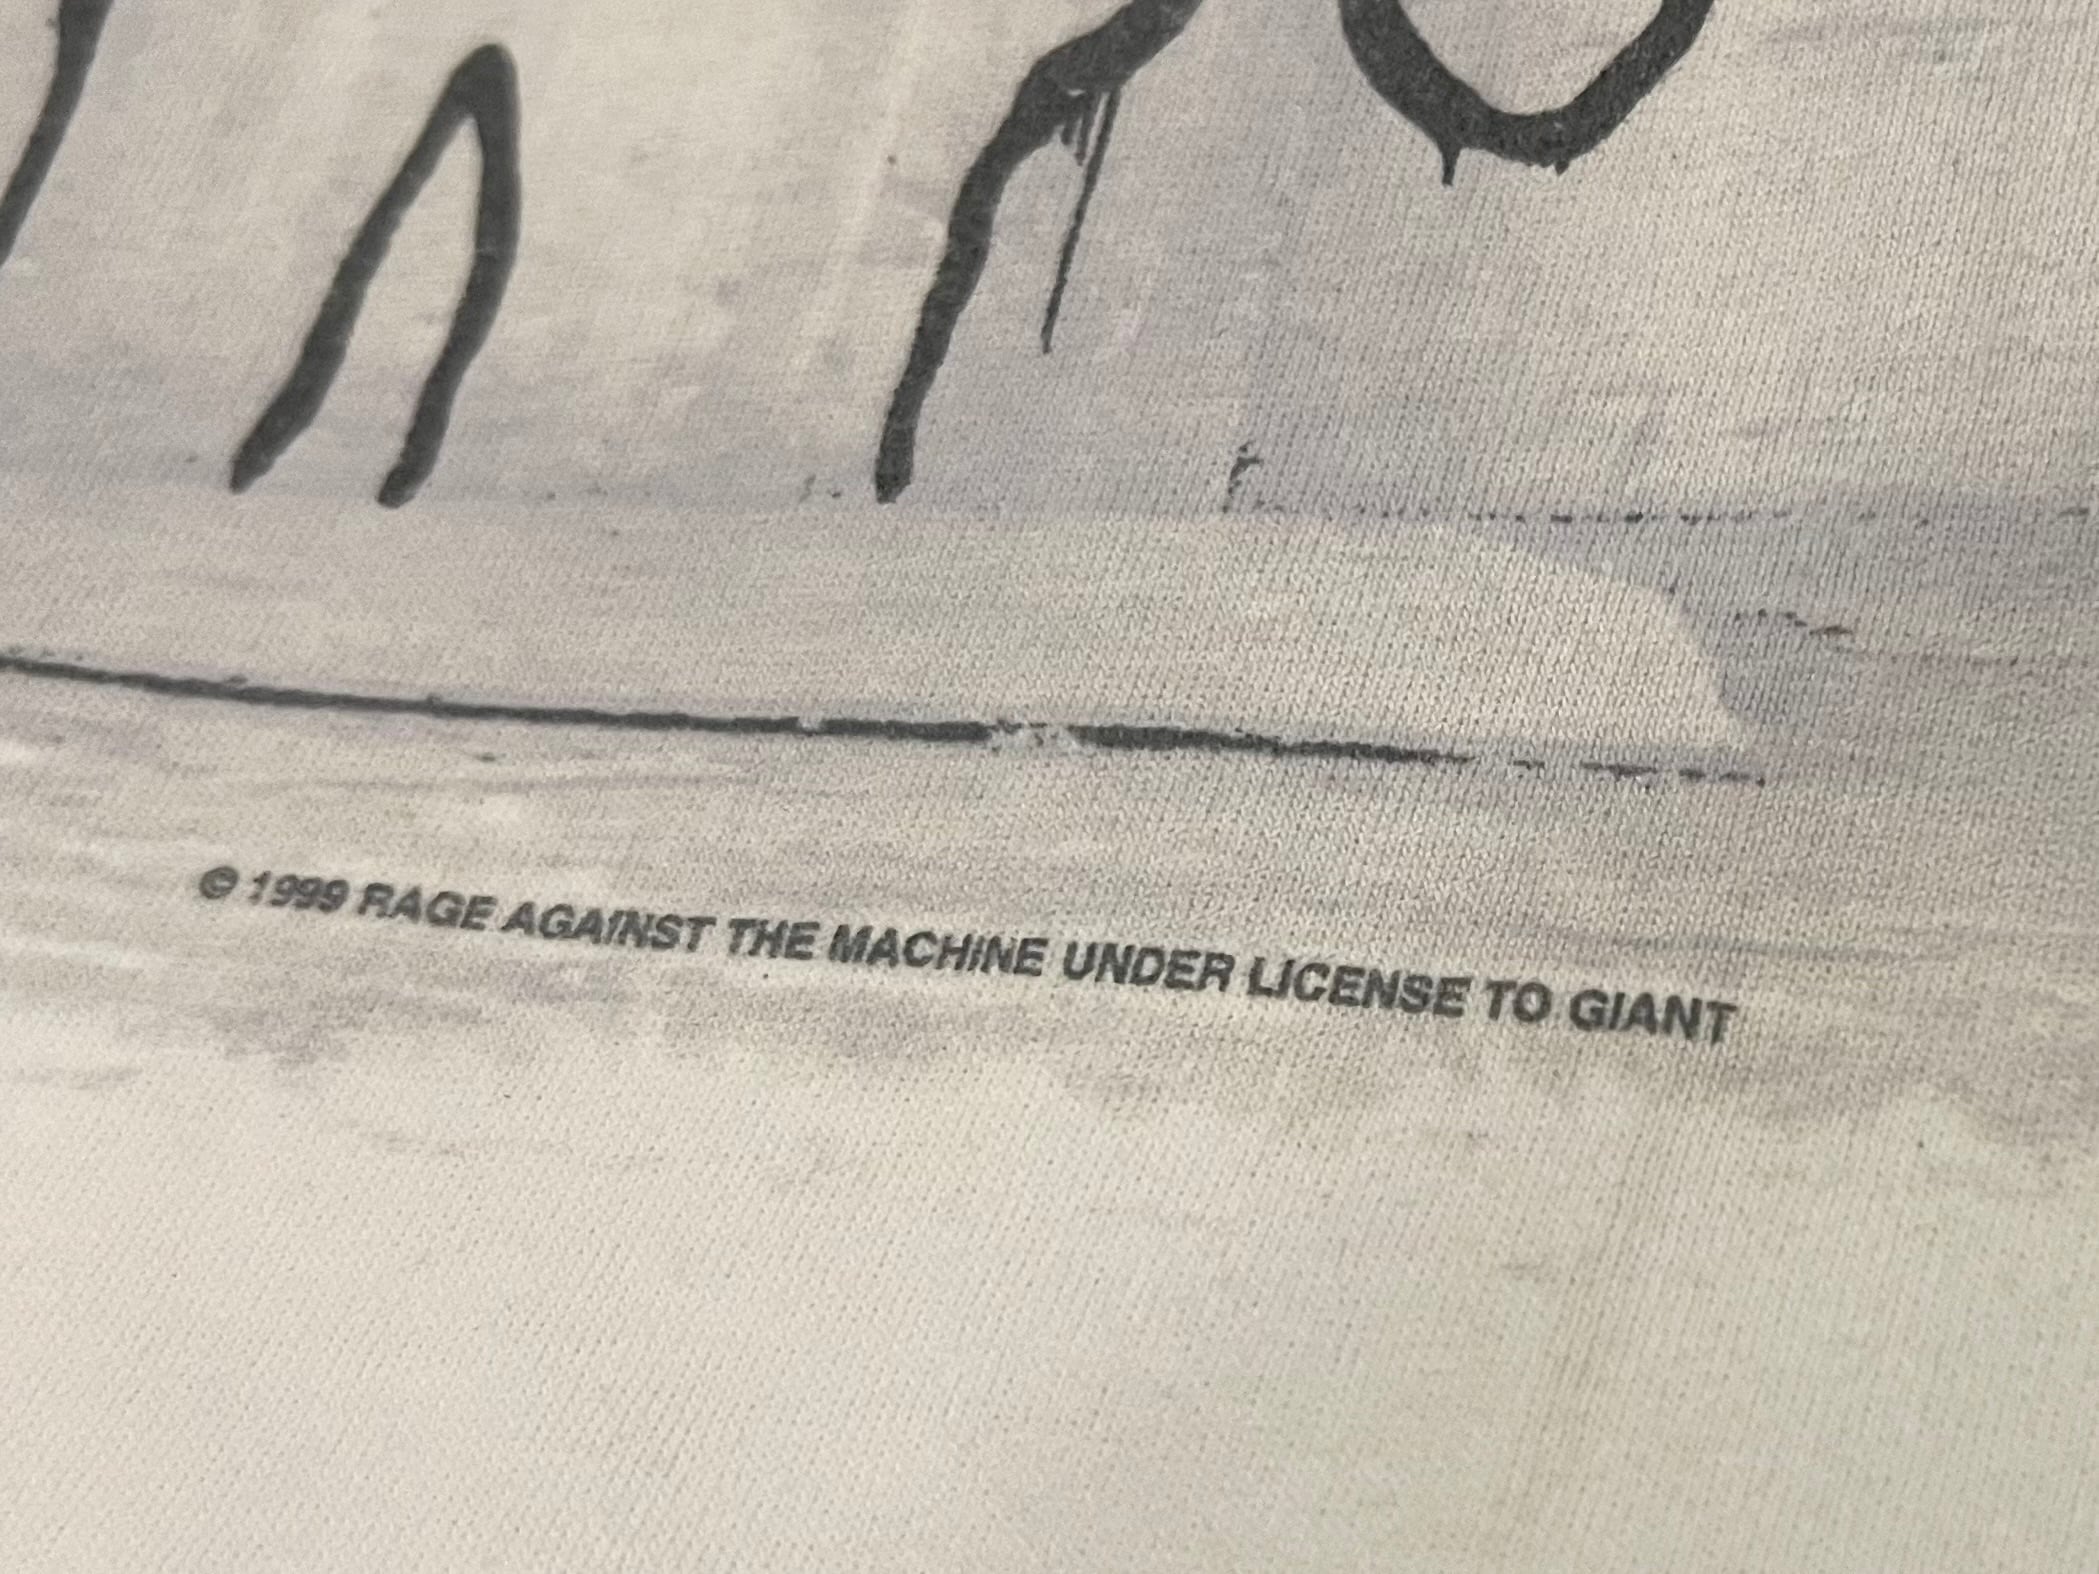 © 1999 RAGE AGAINST THE MACHINE UNDER LICENSE TO GIANT